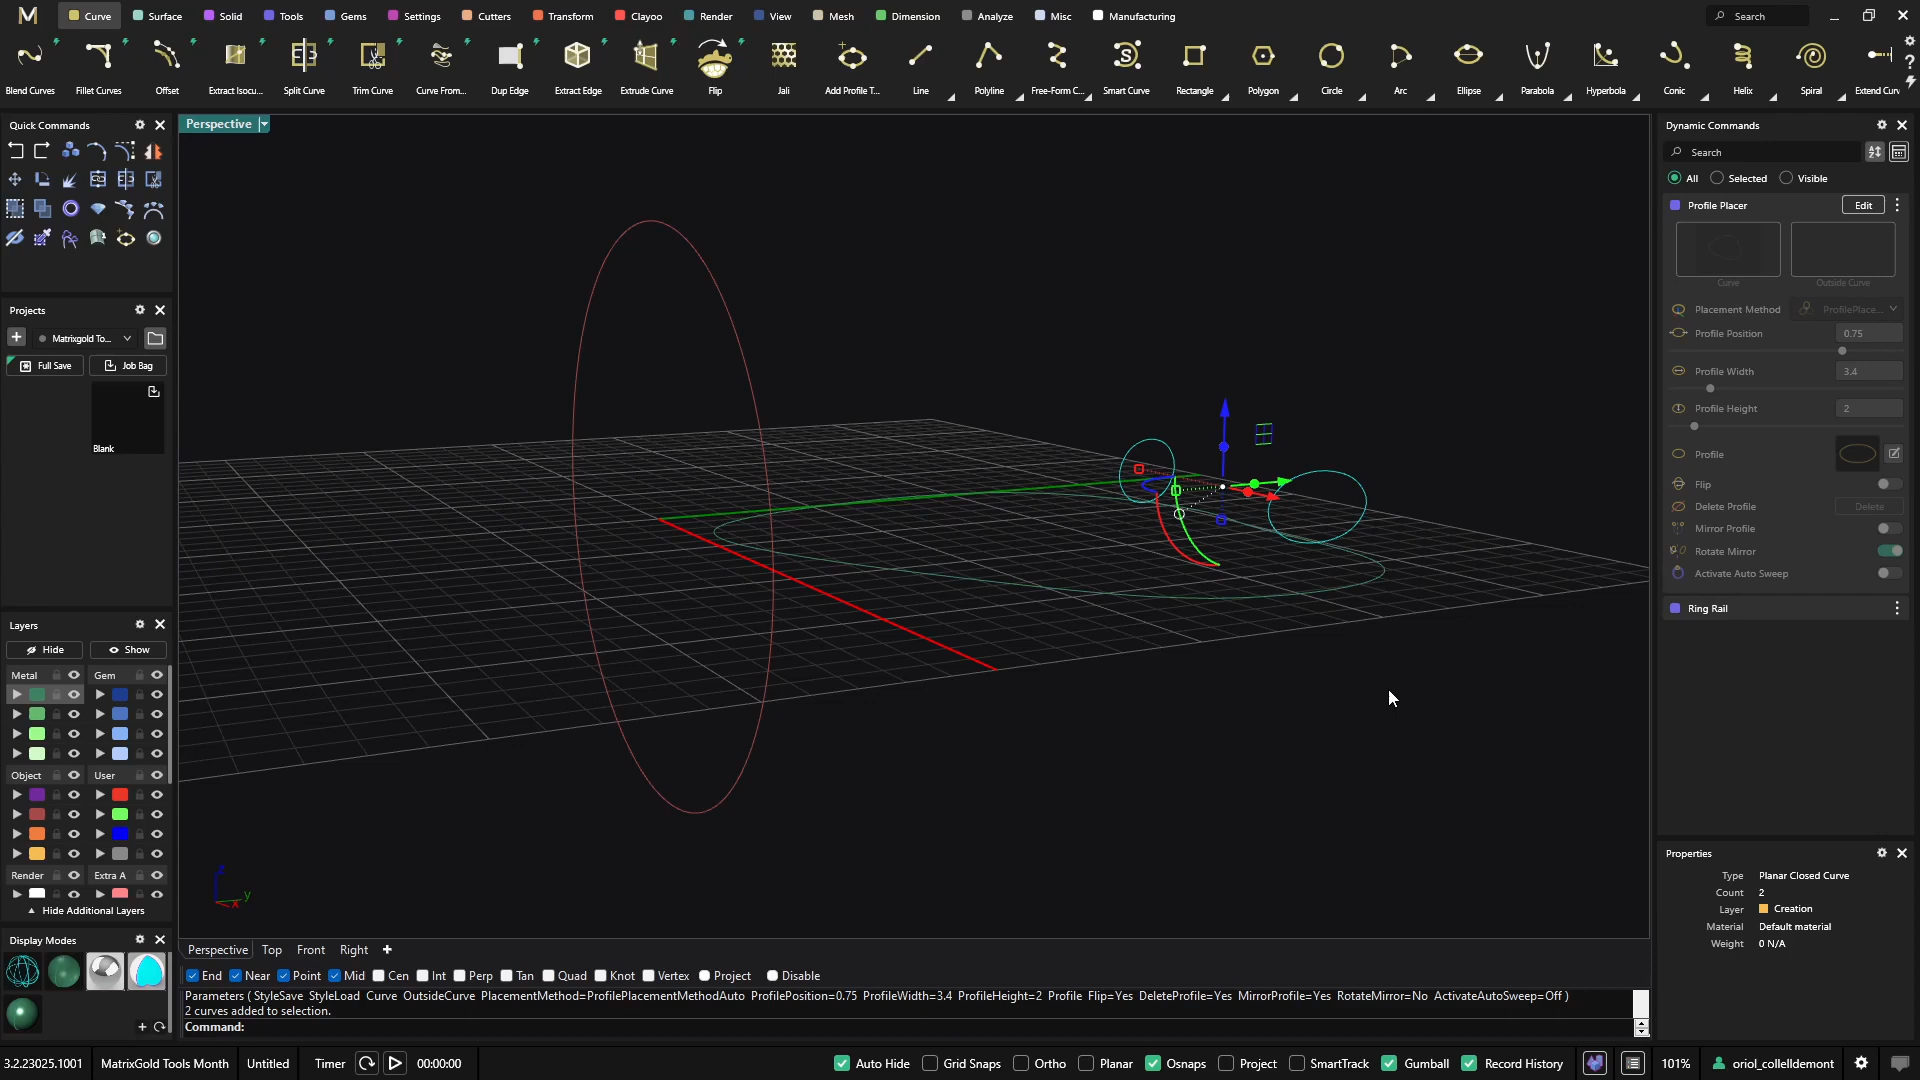 Curve Surface Solid Tools Gems Settings Cutters Transform Clayoo Render View Mesh Dimension Analyze Misc Manufacturing Search
Blend Curves Fillet Curves Offset Extract Isocu... Split Curve Trim Curve Curve From... Dup Edge Extract Edge Extrude Curve Flip Jali Add Profile T... Line Polyline Free-Form C... Smart Curve Rectangle Polygon Circle Arc Ellipse Parabola Hyperbola Conic Helix Spiral Extend Curv
Quick Commands
Projects
Matrixgold To...
Full Save Job Bag
Blank
Layers
Hide Show
Metal Gem
Object User
Render Extra A
Hide Additional Layers
Display Modes
Perspective
z
y
x
Perspective Top Front Right
End Near Point Mid Cen Int Perp Tan Quad Knot Vertex Project Disable
Parameters ( StyleSave StyleLoad Curve OutsideCurve PlacementMethod=ProfilePlacementMethodAuto ProfilePosition=0.75 ProfileWidth=3.4 ProfileHeight=2 Profile Flip=Yes DeleteProfile=Yes MirrorProfile=Yes RotateMirror=No ActivateAutoSweep=Off )
2 curves added to selection.
Command:
Dynamic Commands
Search
All Selected Visible
Profile Placer Edit
Curve Outside Curve
Placement Method ProfilePlace...
Profile Position 0.75
Profile Width 3.4
Profile Height 2
Profile
Flip
Delete Profile Delete
Mirror Profile
Rotate Mirror
Activate Auto Sweep
Ring Rail
Properties
Type Planar Closed Curve
Count 2
Layer Creation
Material Default material
Weight 0 N/A
3.2.23025.1001 MatrixGold Tools Month Untitled Timer 00:00:00 Auto Hide Grid Snaps Ortho Planar Osnaps Project SmartTrack Gumball Record History 101% oriol_collelldemont